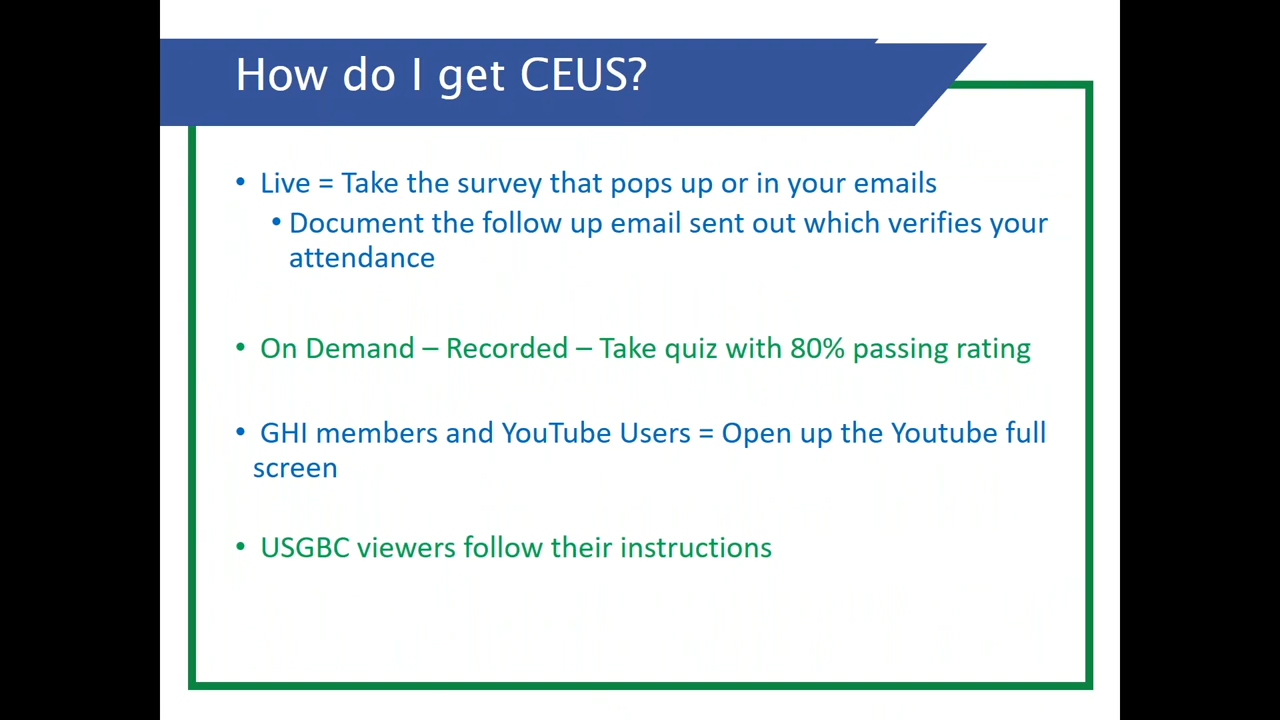 How do I get CEUS?
• Live = Take the survey that pops up or in your emails
• Document the follow up email sent out which verifies your
attendance
• On Demand – Recorded – Take quiz with 80% passing rating
• GHI members and YouTube Users = Open up the Youtube full
screen
• USGBC viewers follow their instructions